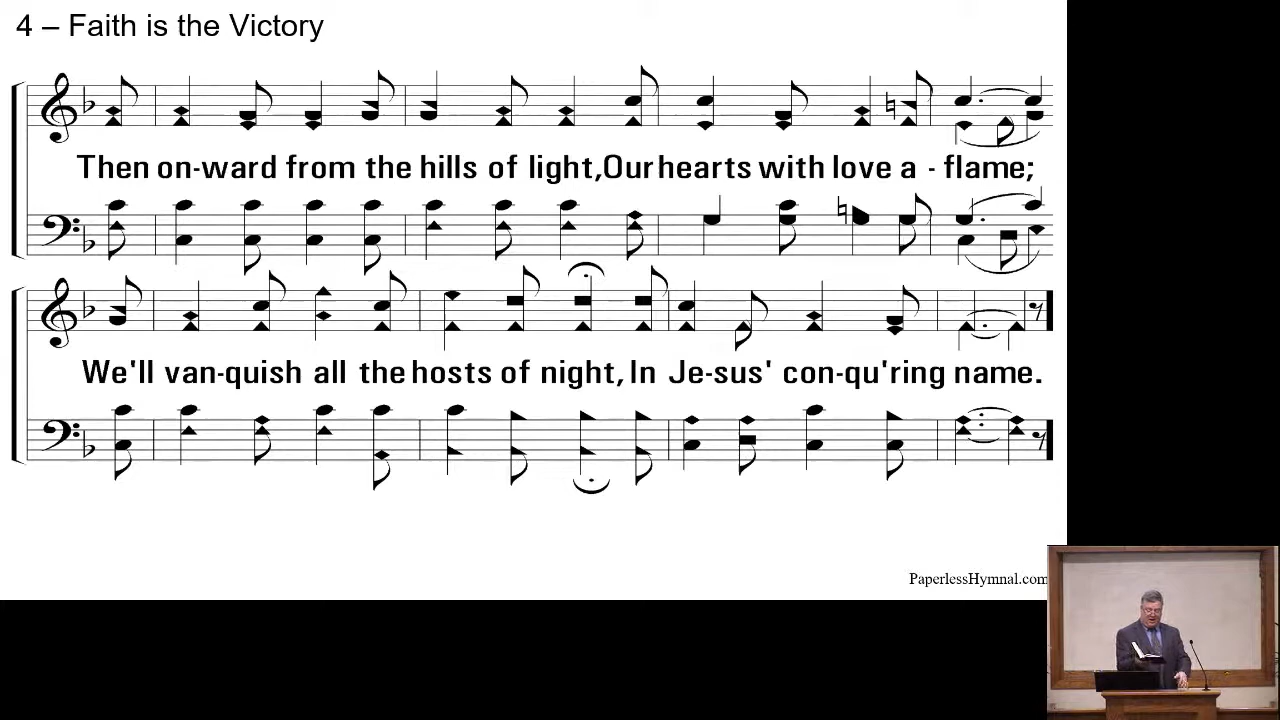 4 – Faith is the Victory
Then on-ward from the hills of light, Our hearts with love a - flame;
We'll van-quish all the hosts of night, In Je-sus' con-qu'ring name.
PaperlessHymnal.com